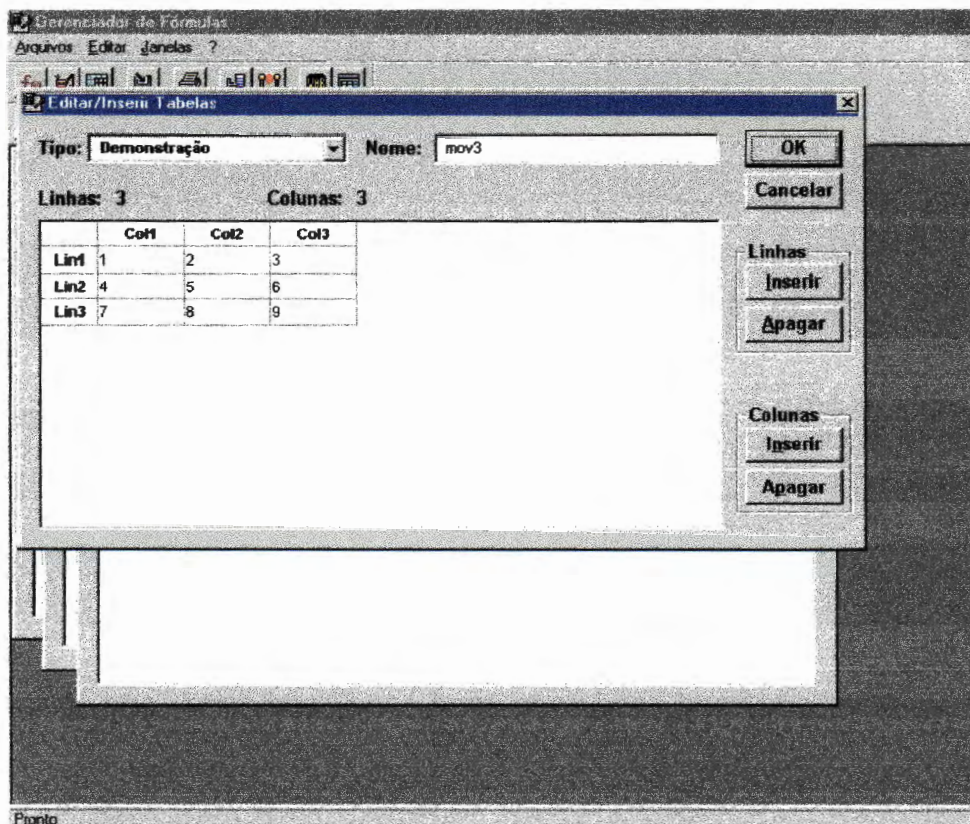 Gerenciador de Fórmulas
Arquivos Editar Janelas ?
Editar/Inserir Tabelas
Tipo: Demonstração Nome: mov3 OK
Cancelar
Linhas: 3 Colunas: 3
Col1 Col2 Col3
Lin1 1 2 3
Lin2 4 5 6
Lin3 7 8 9
Linhas
Inserir
Apagar
Colunas
Inserir
Apagar
Pronto